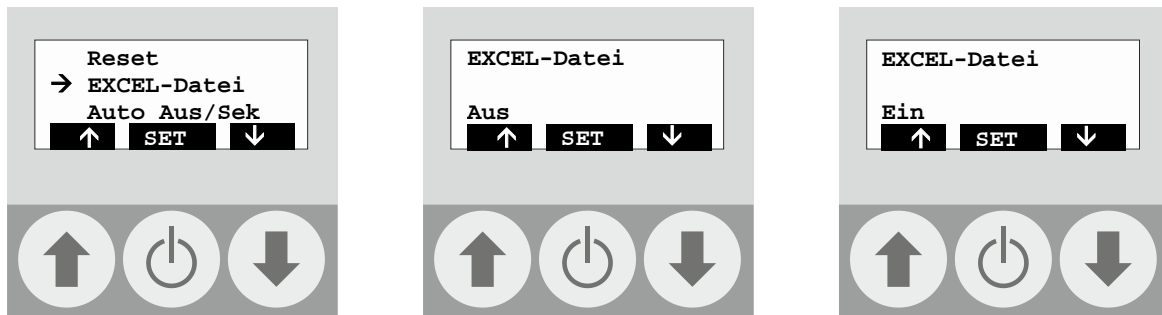 Reset
→ EXCEL-Datei
Auto Aus/Sek
↑ SET ↓
EXCEL-Datei
Aus
↑ SET ↓
EXCEL-Datei
Ein
↑ SET ↓